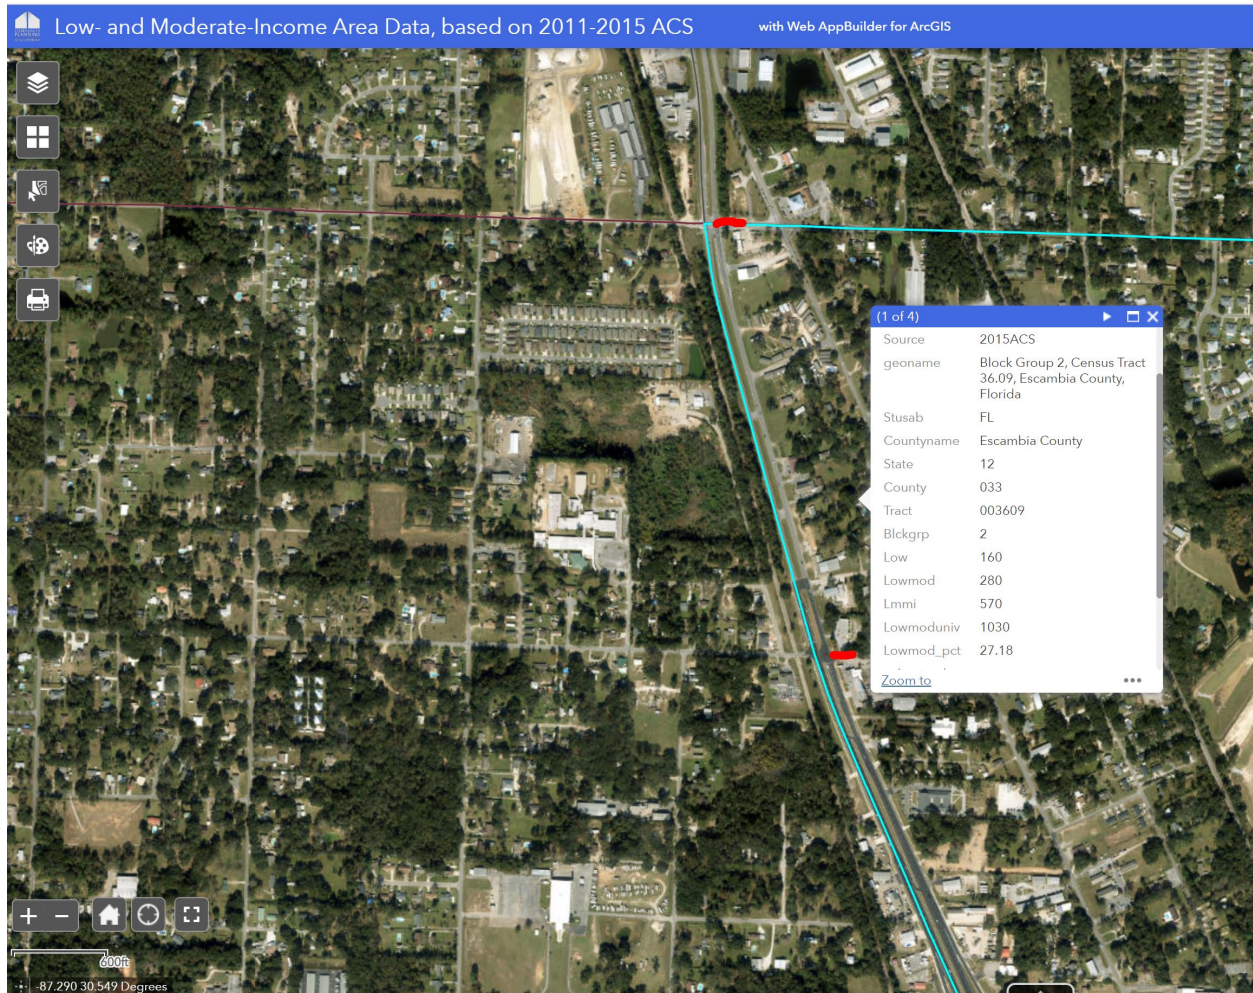 Low- and Moderate-Income Area Data, based on 2011-2015 ACS
with Web AppBuilder for ArcGIS
(1 of 4)
Source 2015ACS
geoname Block Group 2, Census Tract
36.09, Escambia County,
Florida
Stusab FL
Countyname Escambia County
State 12
County 033
Tract 003609
Blckgrp 2
Low 160
Lowmod 280
Lmmi 570
Lowmoduniv 1030
Lowmod_pct 27.18
Zoom to
600ft
-87.290 30.549 Degrees